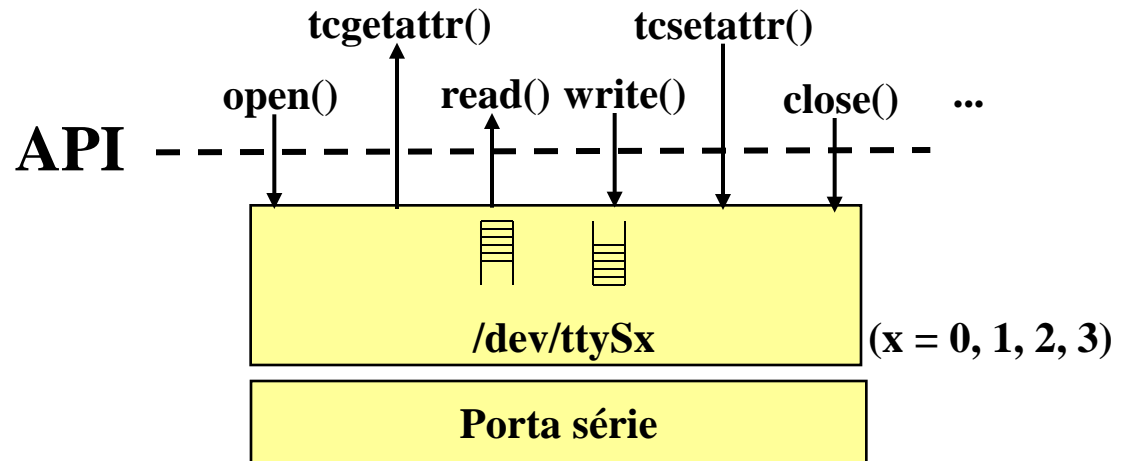 tcgetattr() tcsetattr()
open() read() write() close() ...
API
/dev/ttySx (x = 0, 1, 2, 3)
Porta série